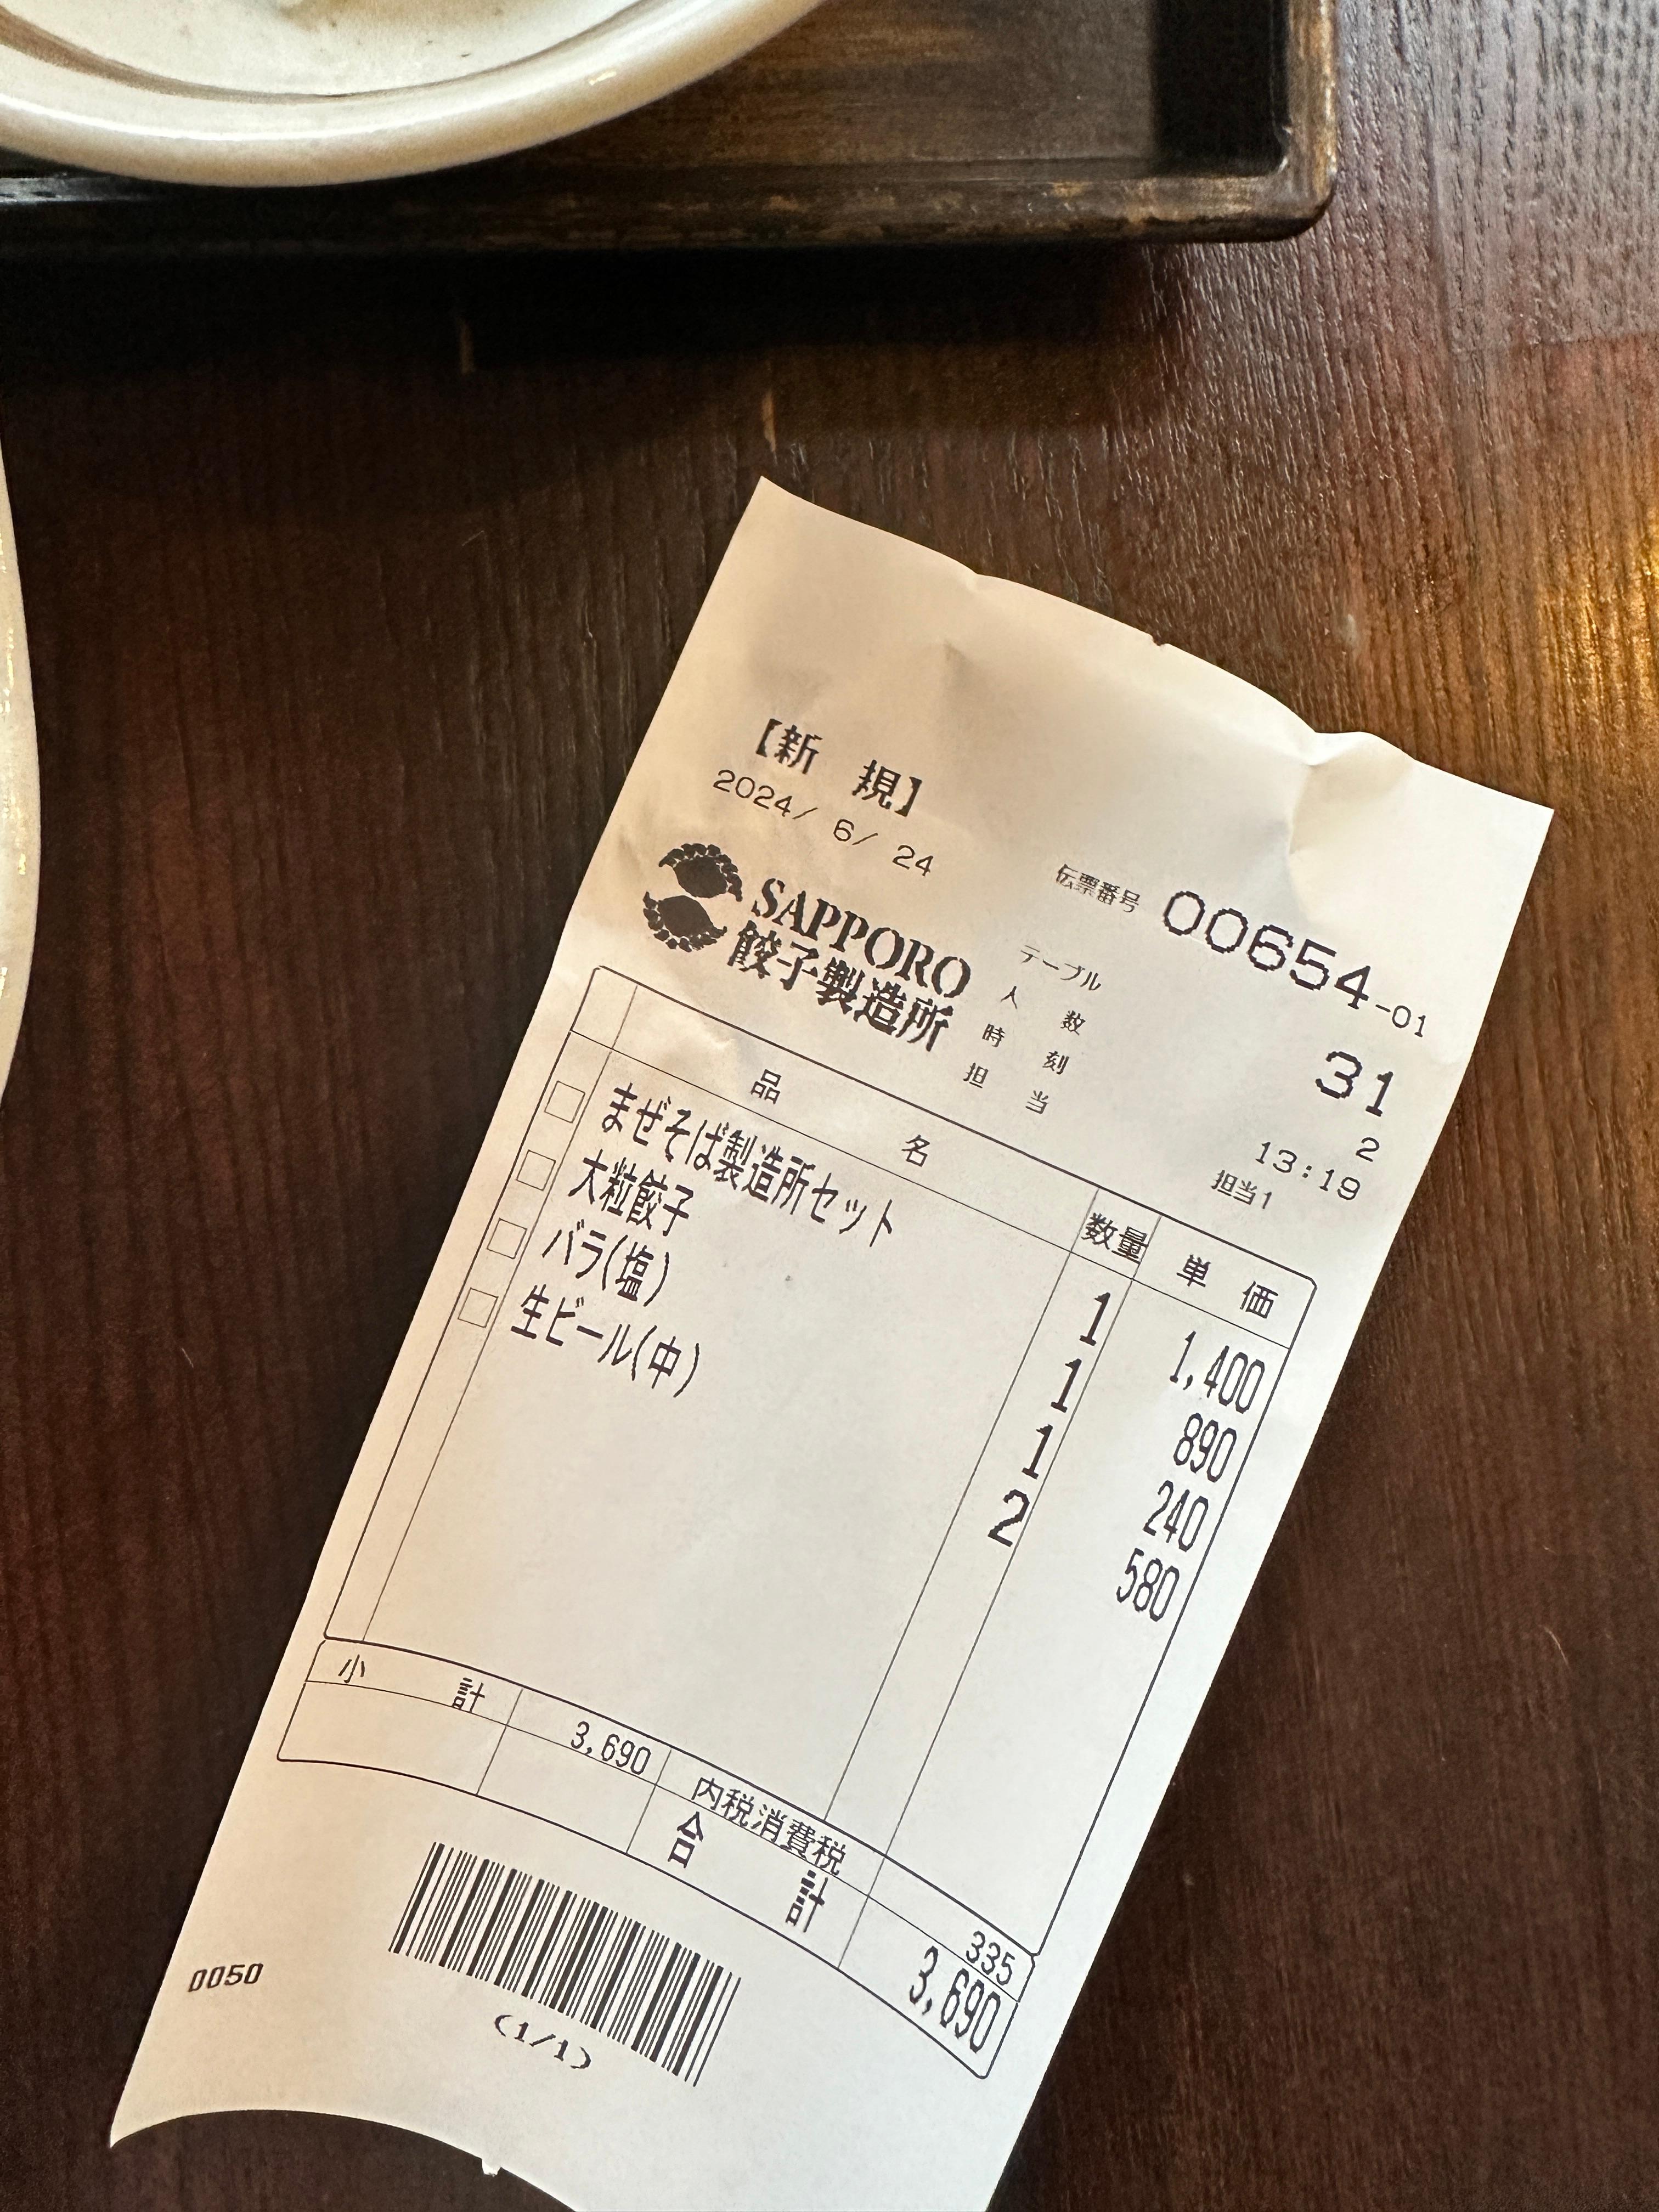 【新　規】
2024/ 6/ 24
伝票番号 00654-01
SAPPORO
餃子製造所
テーブル 31
人 数 2
時 刻 13:19
担 当 担当1
品 名 数量 単 価
まぜそば製造所セット 1 1,400
大粒餃子 1 890
バラ(塩) 1 240
生ビール(中) 2 580
小 計 3,690 内税消費税 335
合 計 3,690
0050
(1/1)